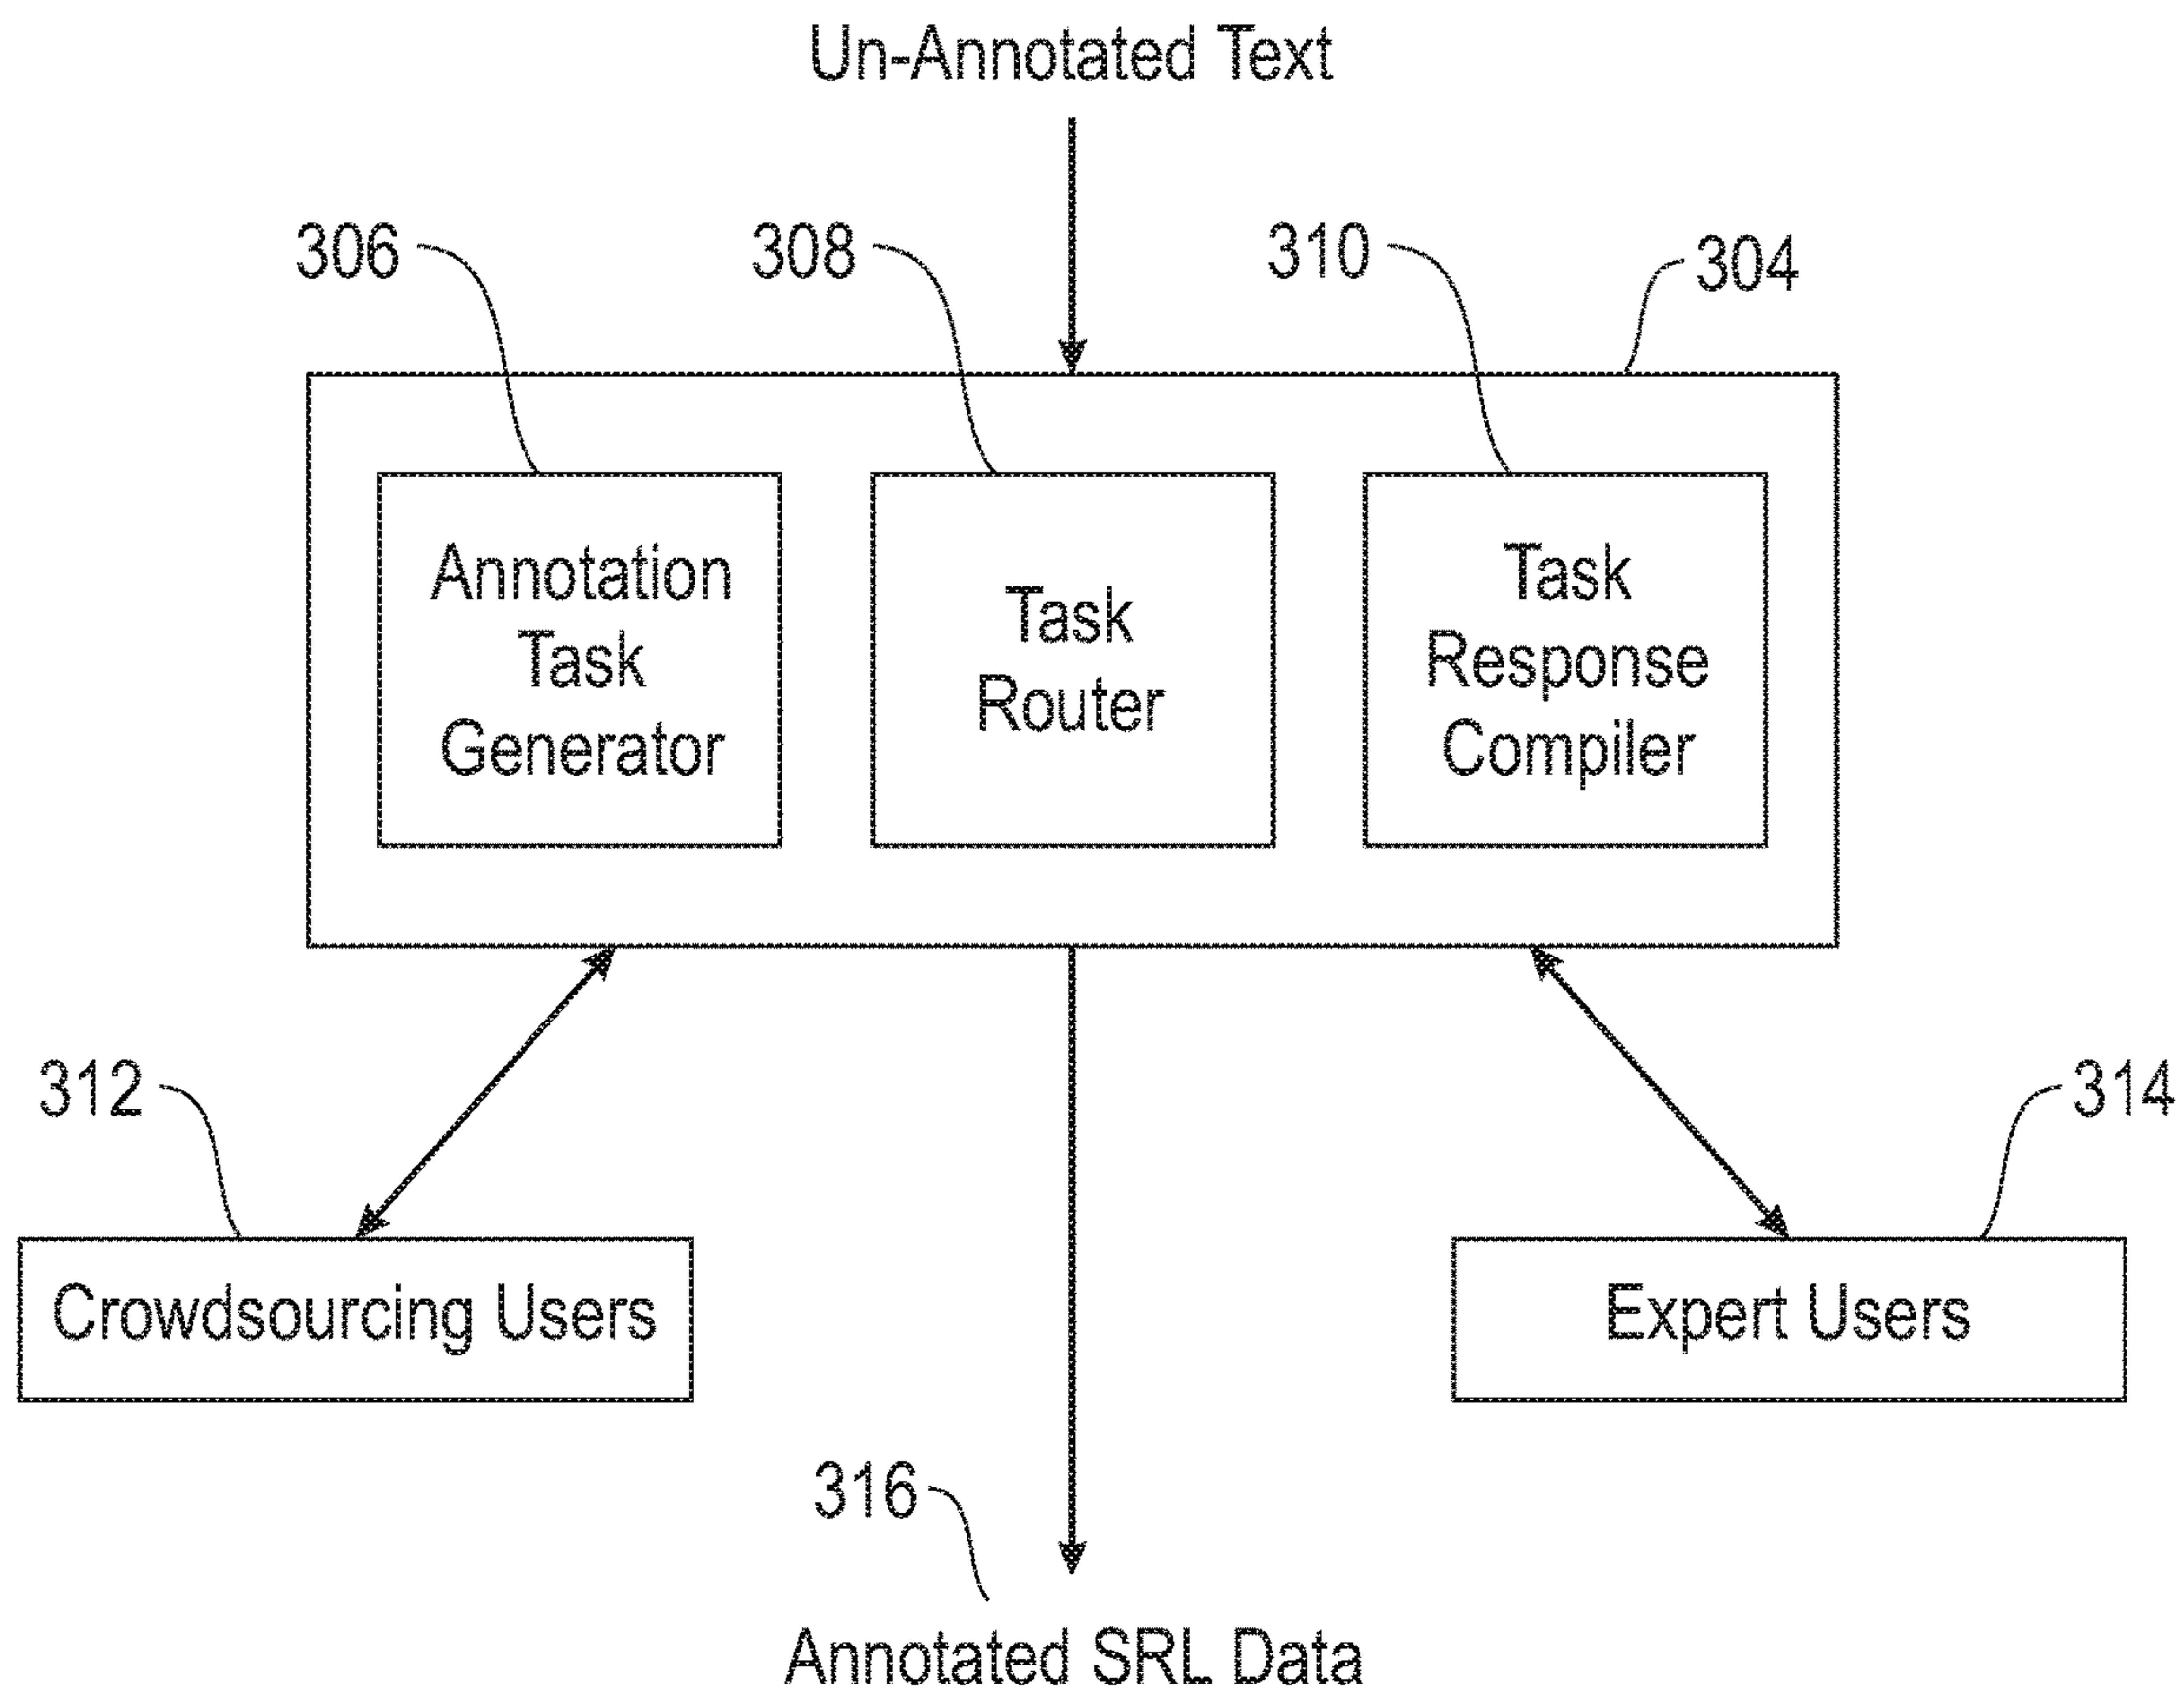 Un-Annotated Text
306
308
310
304
Annotation
Task
Generator
Task
Router
Task
Response
Compiler
312
314
Crowdsourcing Users
Expert Users
316
Annotated SRL Data